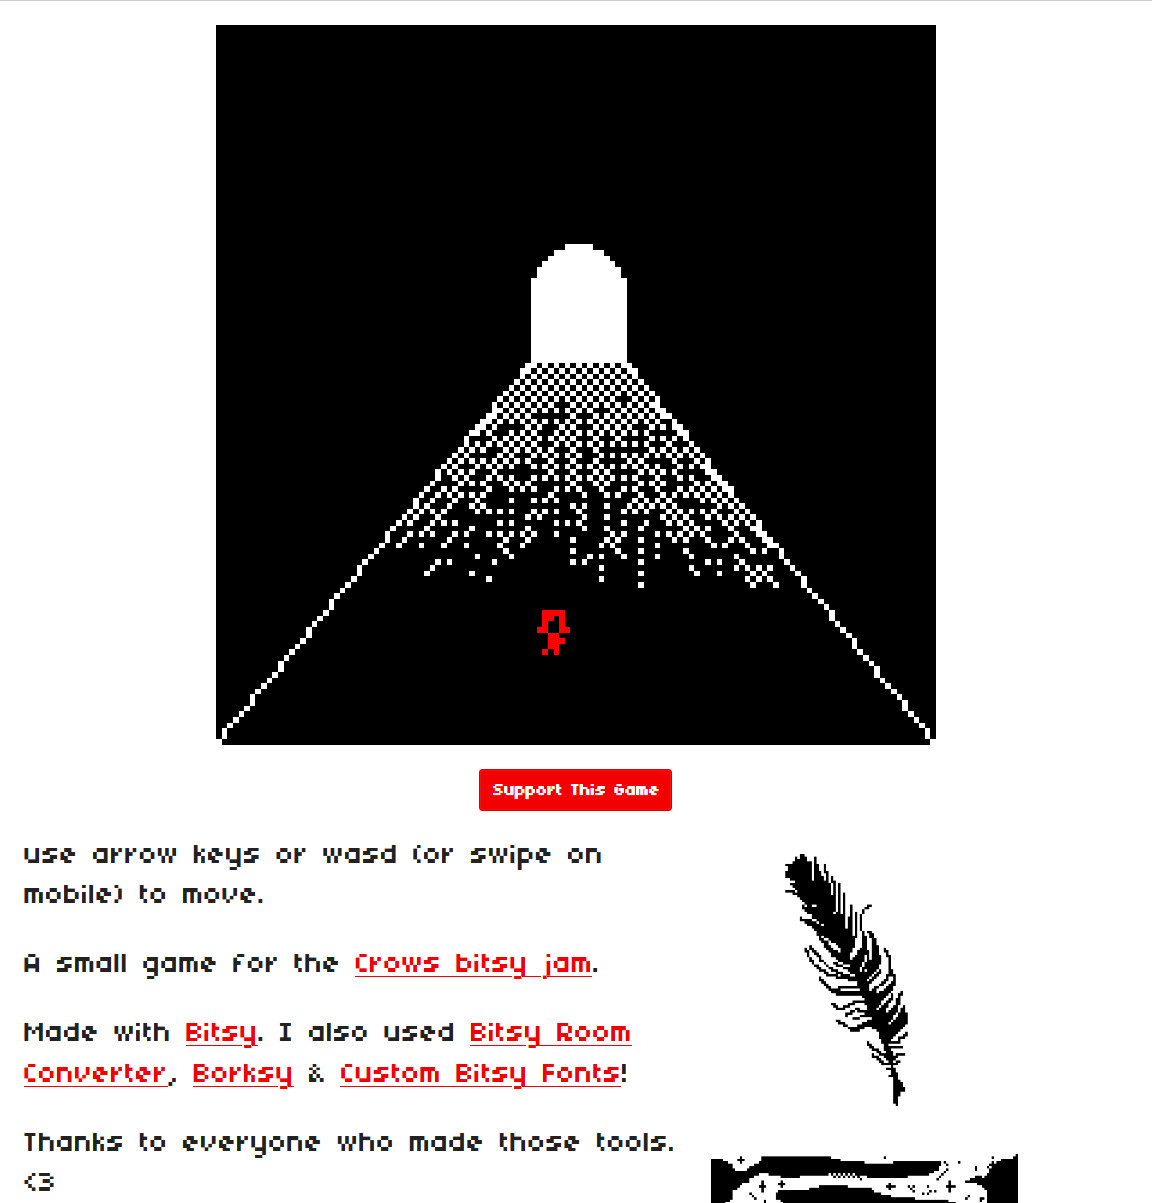 Support This Game
use arrow keys or wasd (or swipe on
mobile) to move.
A small game for the Crows bitsy jam.
Made with Bitsy. I also used Bitsy Room
Converter, Borksy & Custom Bitsy Fonts!
Thanks to everyone who made those tools.
<3